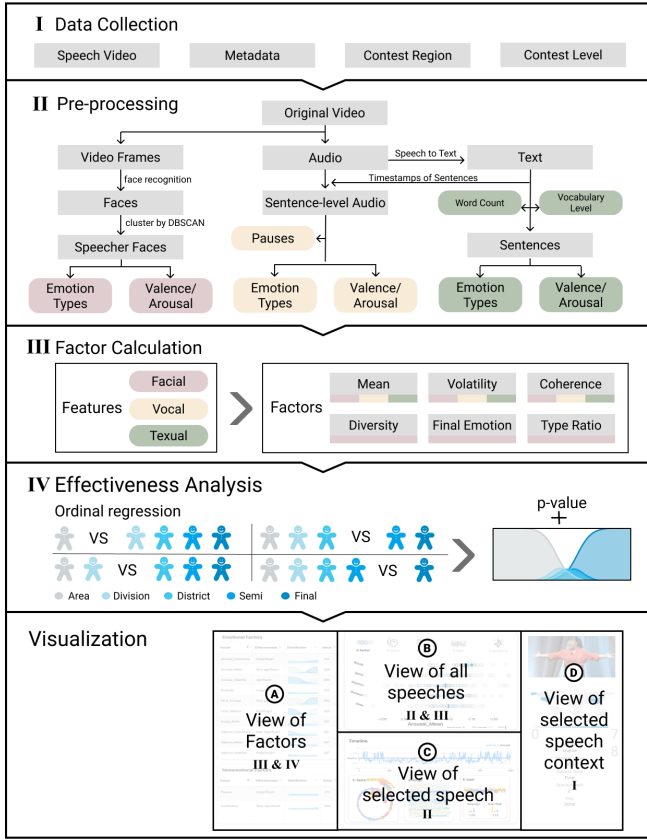 I Data Collection
Speech Video
Metadata
Contest Region
Contest Level
II Pre-processing
Original Video
Video Frames
Audio
Speech to Text
Text
face recognition
Timestamps of Sentences
Faces
Sentence-level Audio
Word Count
Vocabulary
Level
cluster by DBSCAN
Speecher Faces
Pauses
Sentences
Emotion
Types
Valence/
Arousal
Emotion
Types
Valence/
Arousal
Emotion
Types
Valence/
Arousal
III Factor Calculation
Features
Facial
Vocal
Texual
Factors
Mean
Volatility
Coherence
Diversity
Final Emotion
Type Ratio
IV Effectiveness Analysis
Ordinal regression
VS
VS
VS
VS
p-value
+
Area
Division
District
Semi
Final
Visualization
A
View of
Factors
III & IV
B
View of all
speeches
II & III
Arousal_Mean
Timeline
C
View of
selected speech
II
D
View of
selected
speech
context
I